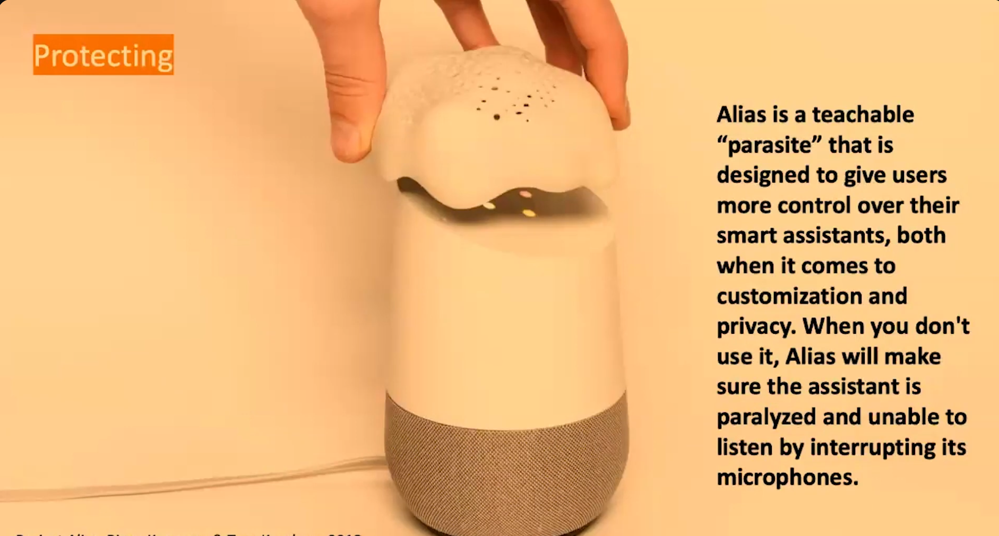 Protecting
Alias is a teachable
“parasite” that is
designed to give users
more control over their
smart assistants, both
when it comes to
customization and
privacy. When you don't
use it, Alias will make
sure the assistant is
paralyzed and unable to
listen by interrupting its
microphones.